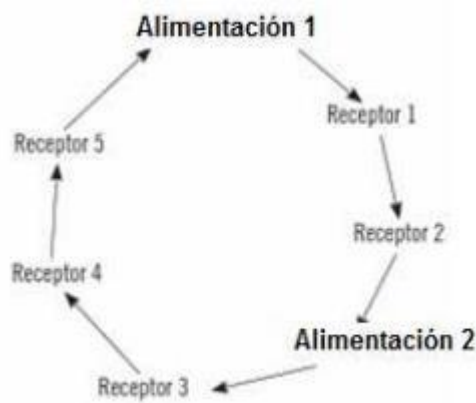 Alimentación 1
Receptor 1
Receptor 2
Alimentación 2
Receptor 3
Receptor 4
Receptor 5